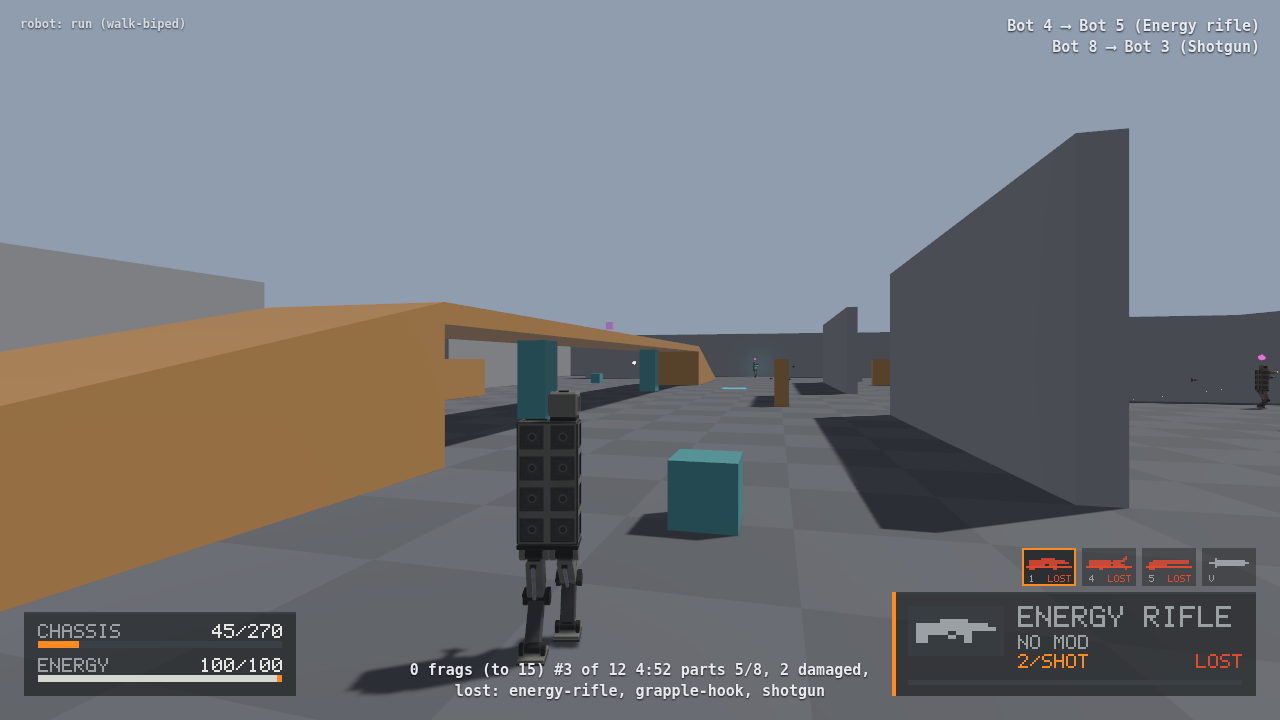 robot: run (walk-biped)
Bot 4 → Bot 5 (Energy rifle)
Bot 8 → Bot 3 (Shotgun)
1 LOST
4 LOST
5 LOST
V
CHASSIS 45/270
ENERGY 100/100
ENERGY RIFLE
NO MOD
2/SHOT LOST
0 frags (to 15) #3 of 12 4:52 parts 5/8, 2 damaged,
lost: energy-rifle, grapple-hook, shotgun